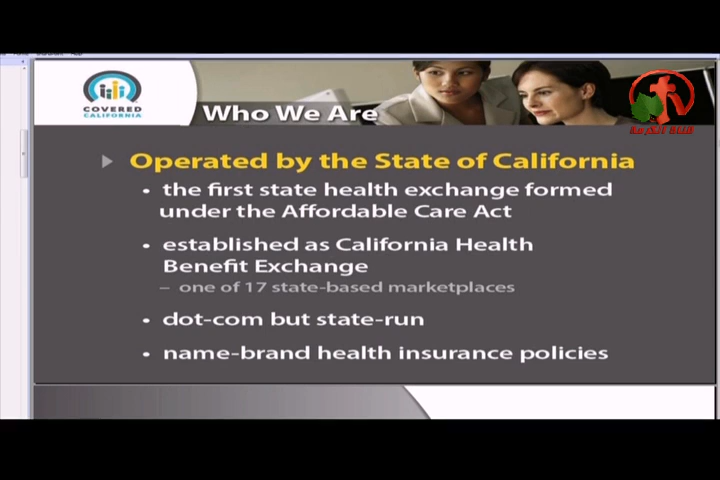 COVERED
CALIFORNIA
Who We Are
قناة الكرمة
Operated by the State of California
• the first state health exchange formed
under the Affordable Care Act
• established as California Health
Benefit Exchange
– one of 17 state-based marketplaces
• dot-com but state-run
• name-brand health insurance policies